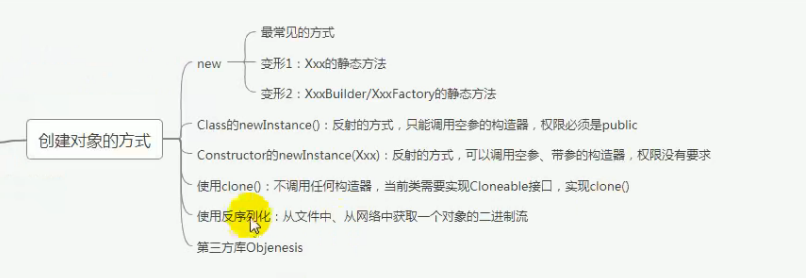 最常见的方式
new
变形1：Xxx的静态方法
变形2：XxxBuilder/XxxFactory的静态方法
创建对象的方式
Class的newInstance()：反射的方式，只能调用空参的构造器，权限必须是public
Constructor的newInstance(Xxx)：反射的方式，可以调用空参、带参的构造器，权限没有要求
使用clone()：不调用任何构造器，当前类需要实现Cloneable接口，实现clone()
使用反序列化：从文件中、从网络中获取一个对象的二进制流
第三方库Objenesis